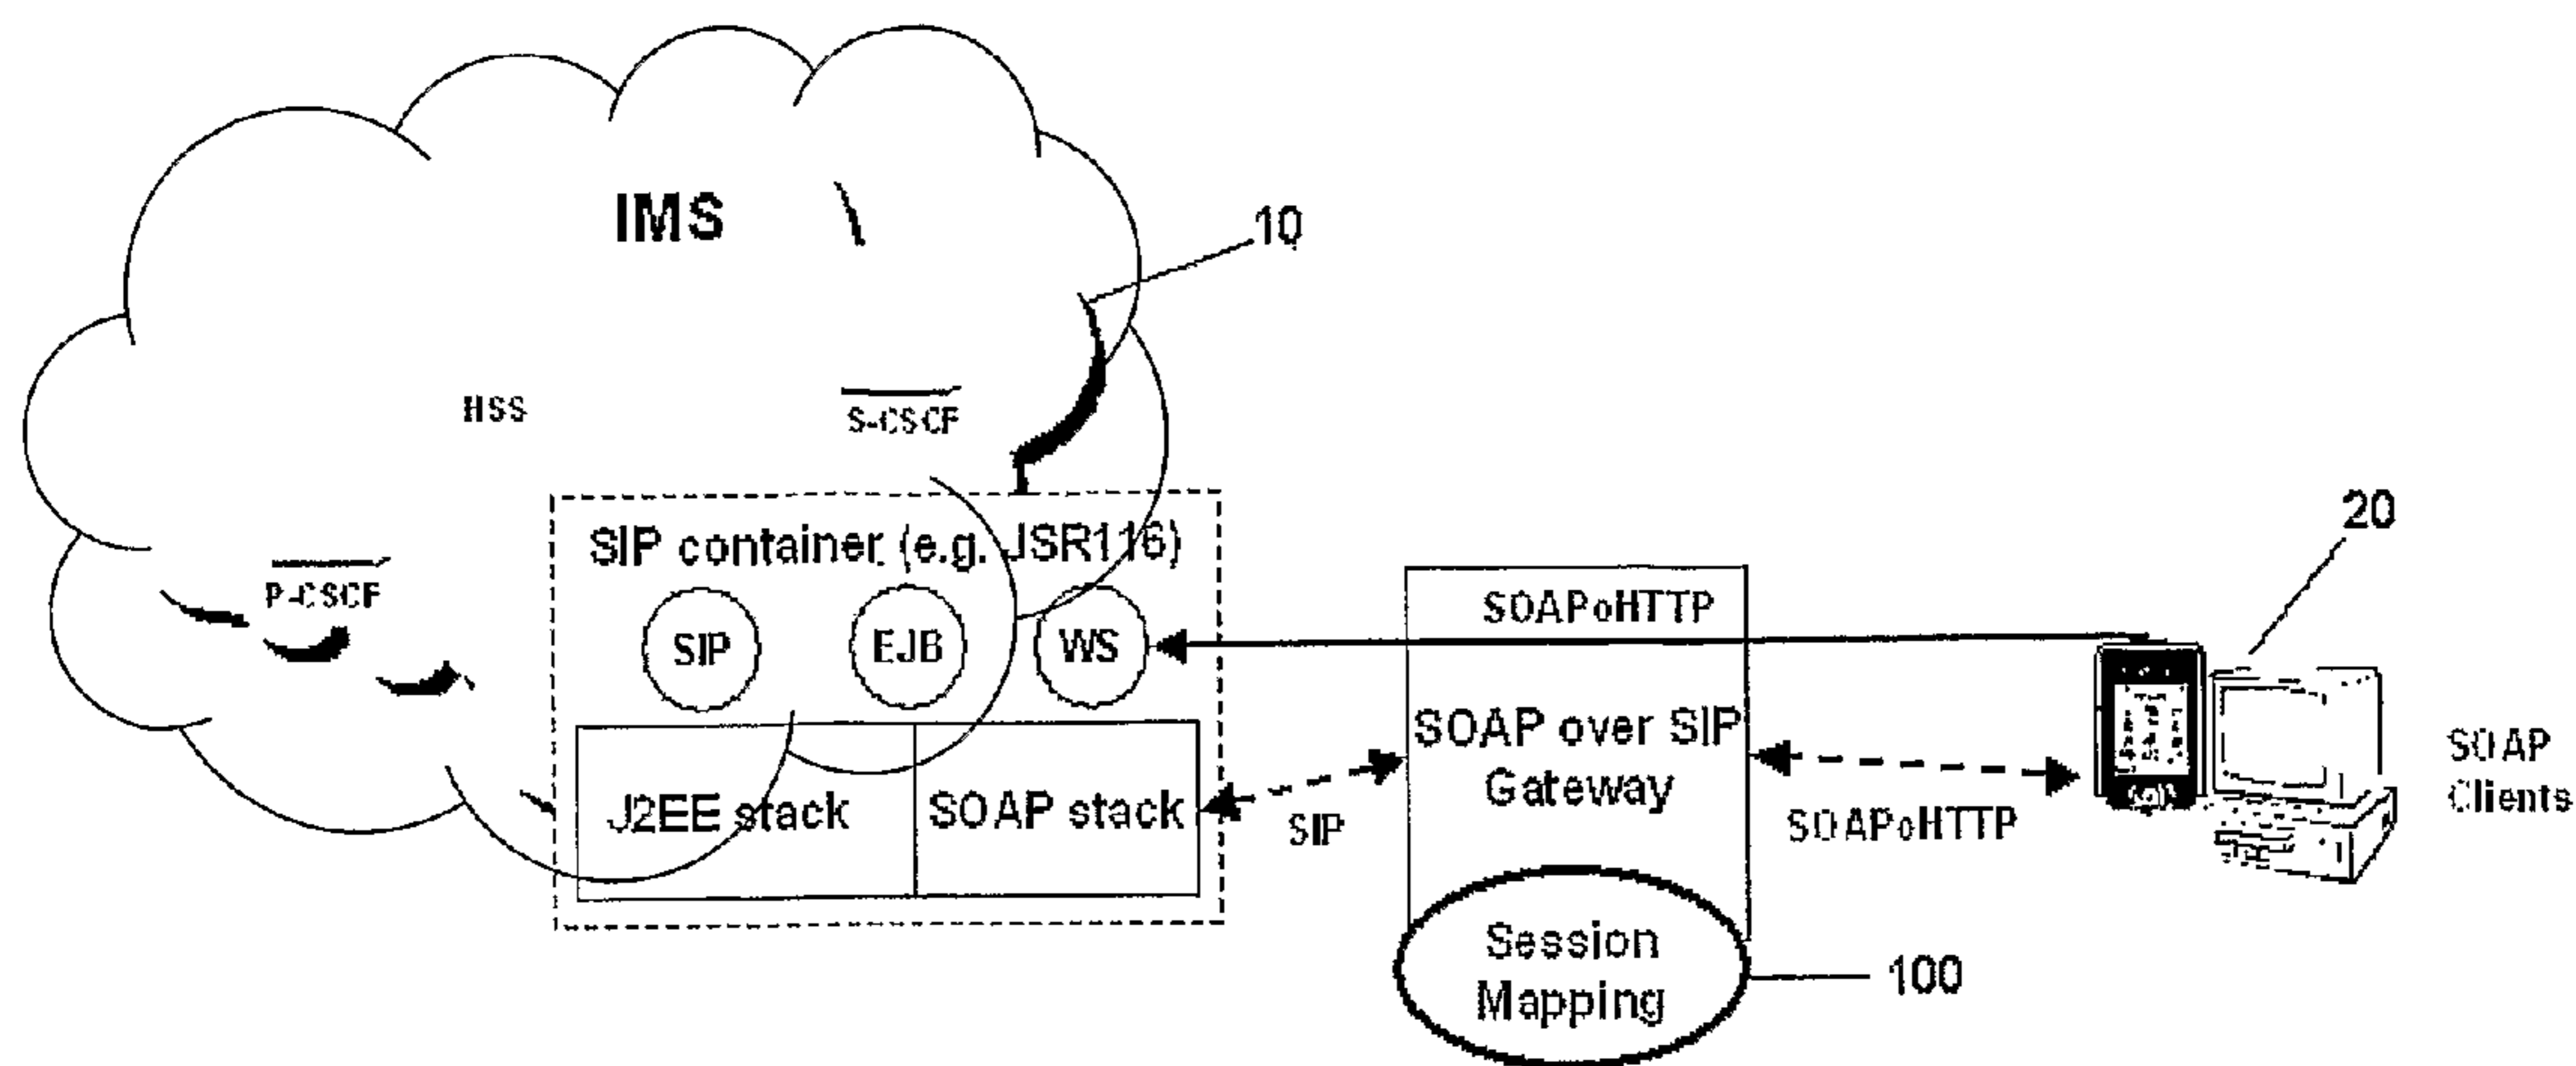 IMS
10
HSS
S-CSCF
P-CSCF
SIP container (e.g. JSR116)
SIP
EJB
WS
J2EE stack
SOAP stack
SIP
SOAPoHTTP
SOAP over SIP
Gateway
Session
Mapping
100
SOAPoHTTP
20
SOAP
Clients